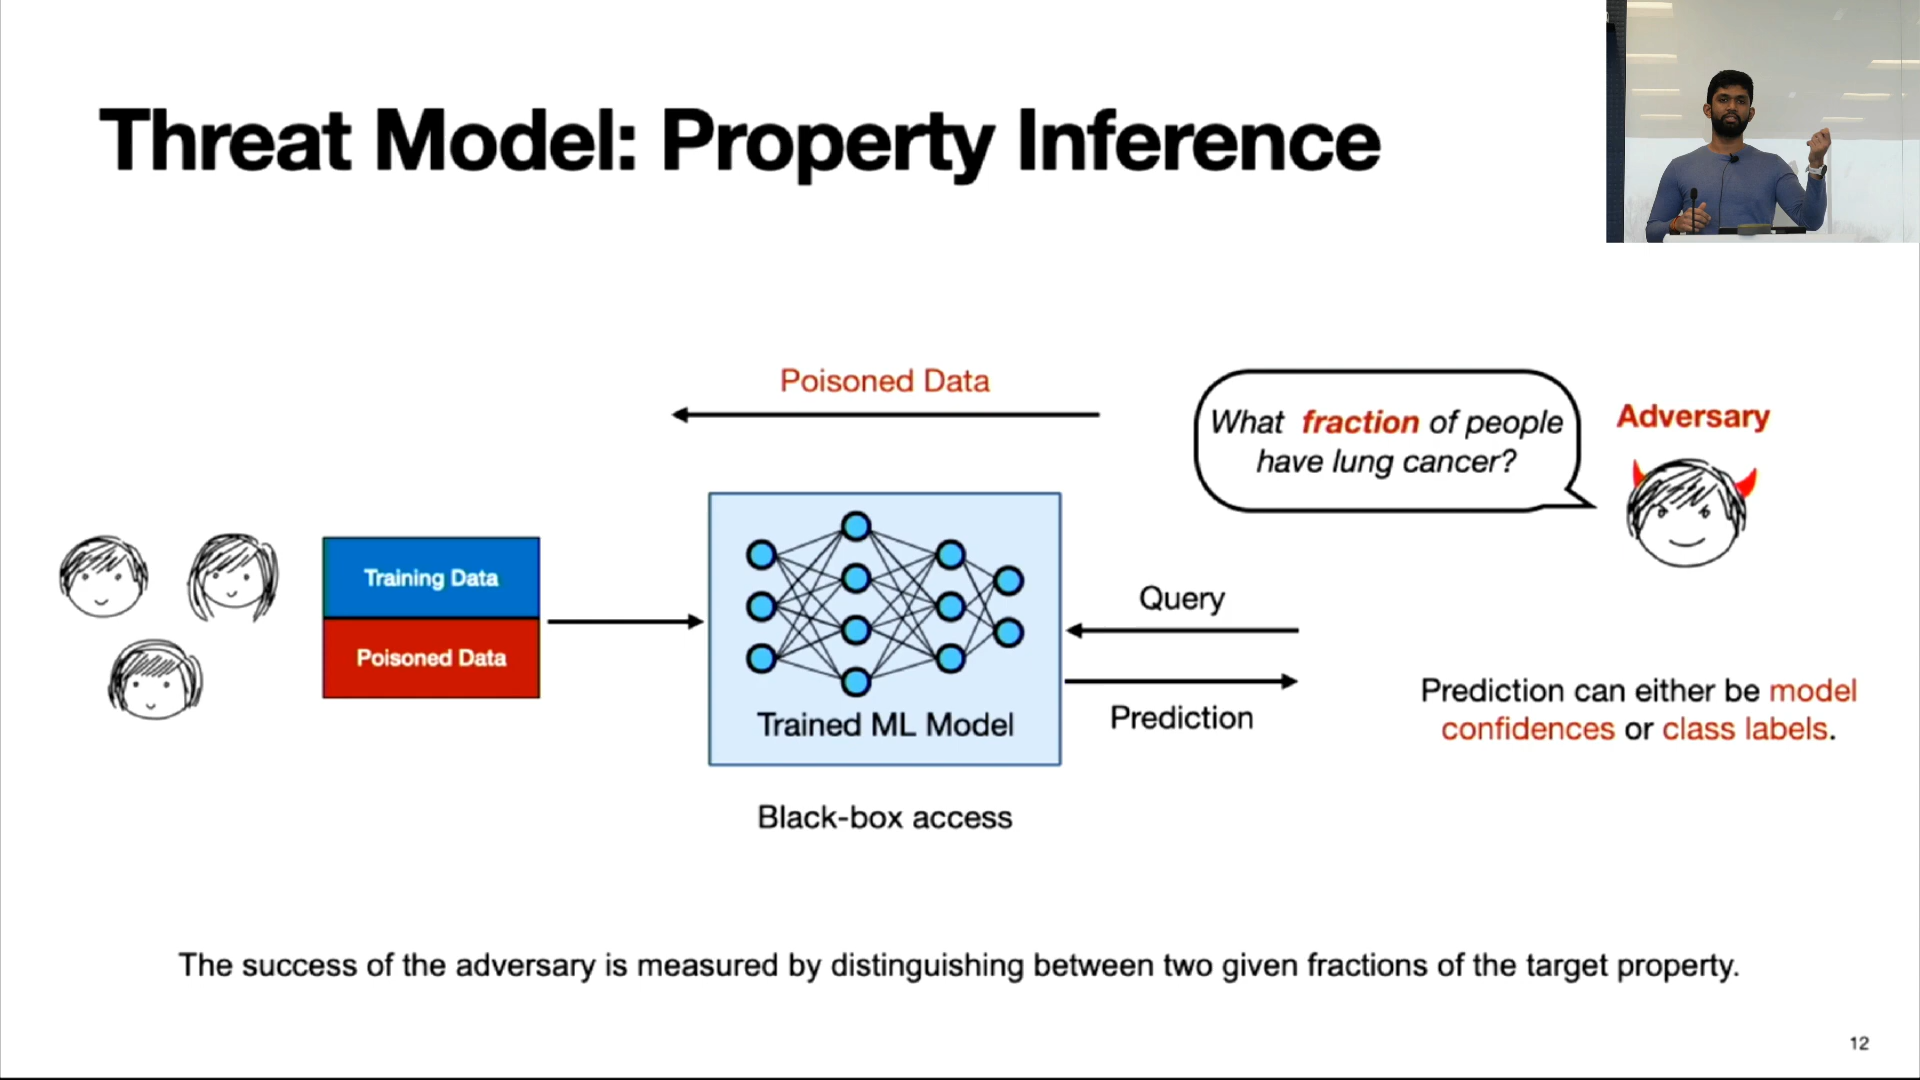 Threat Model: Property Inference
Poisoned Data
What fraction of people
have lung cancer?
Adversary
Training Data
Poisoned Data
Trained ML Model
Black-box access
Query
Prediction
Prediction can either be model
confidences or class labels.
The success of the adversary is measured by distinguishing between two given fractions of the target property.
12